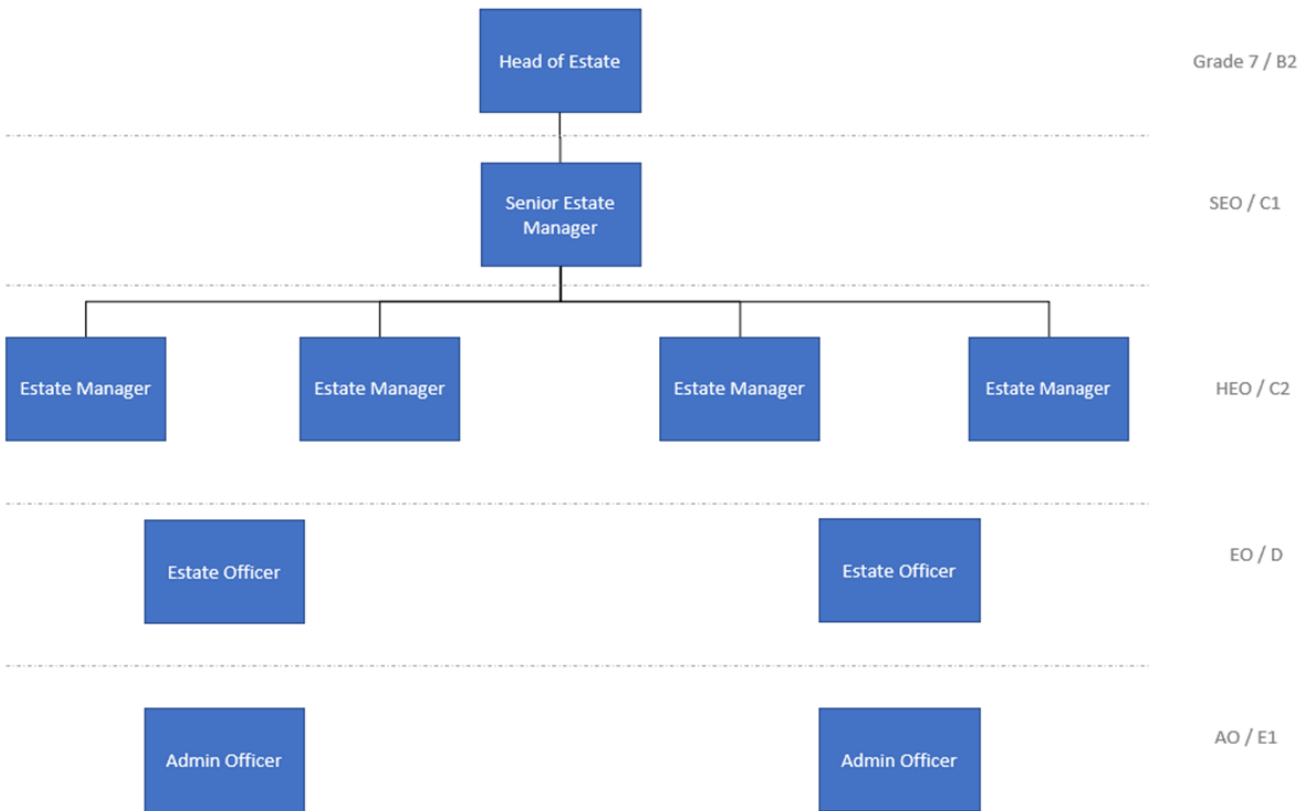 Head of Estate
Grade 7 / B2
Senior Estate
Manager
SEO / C1
Estate Manager
Estate Manager
Estate Manager
Estate Manager
HEO / C2
Estate Officer
Estate Officer
EO / D
Admin Officer
Admin Officer
AO / E1